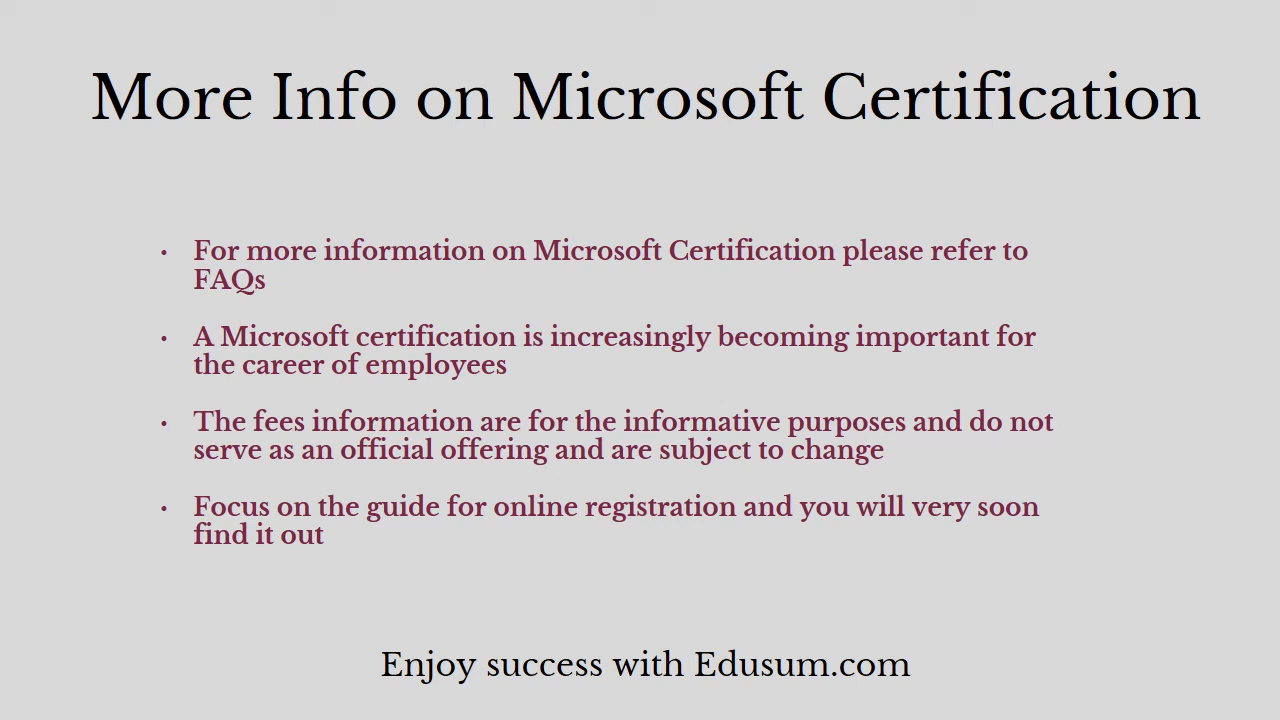 More Info on Microsoft Certification
• For more information on Microsoft Certification please refer to
FAQs
• A Microsoft certification is increasingly becoming important for
the career of employees
• The fees information are for the informative purposes and do not
serve as an official offering and are subject to change
• Focus on the guide for online registration and you will very soon
find it out
Enjoy success with Edusum.com